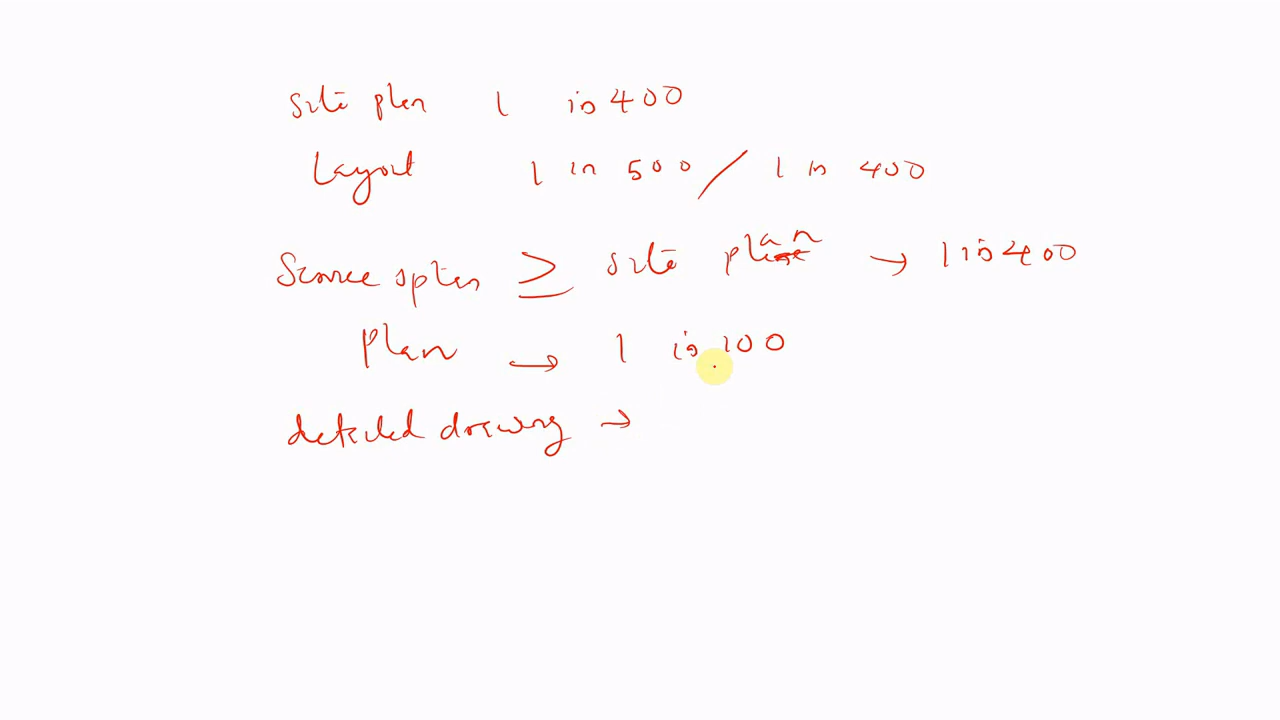 Site plan 1 in 400
Layout 1 in 500 / 1 in 400
Service plan ≥ site plan → 1 in 400
Plan → 1 in 100
detailed drawing →